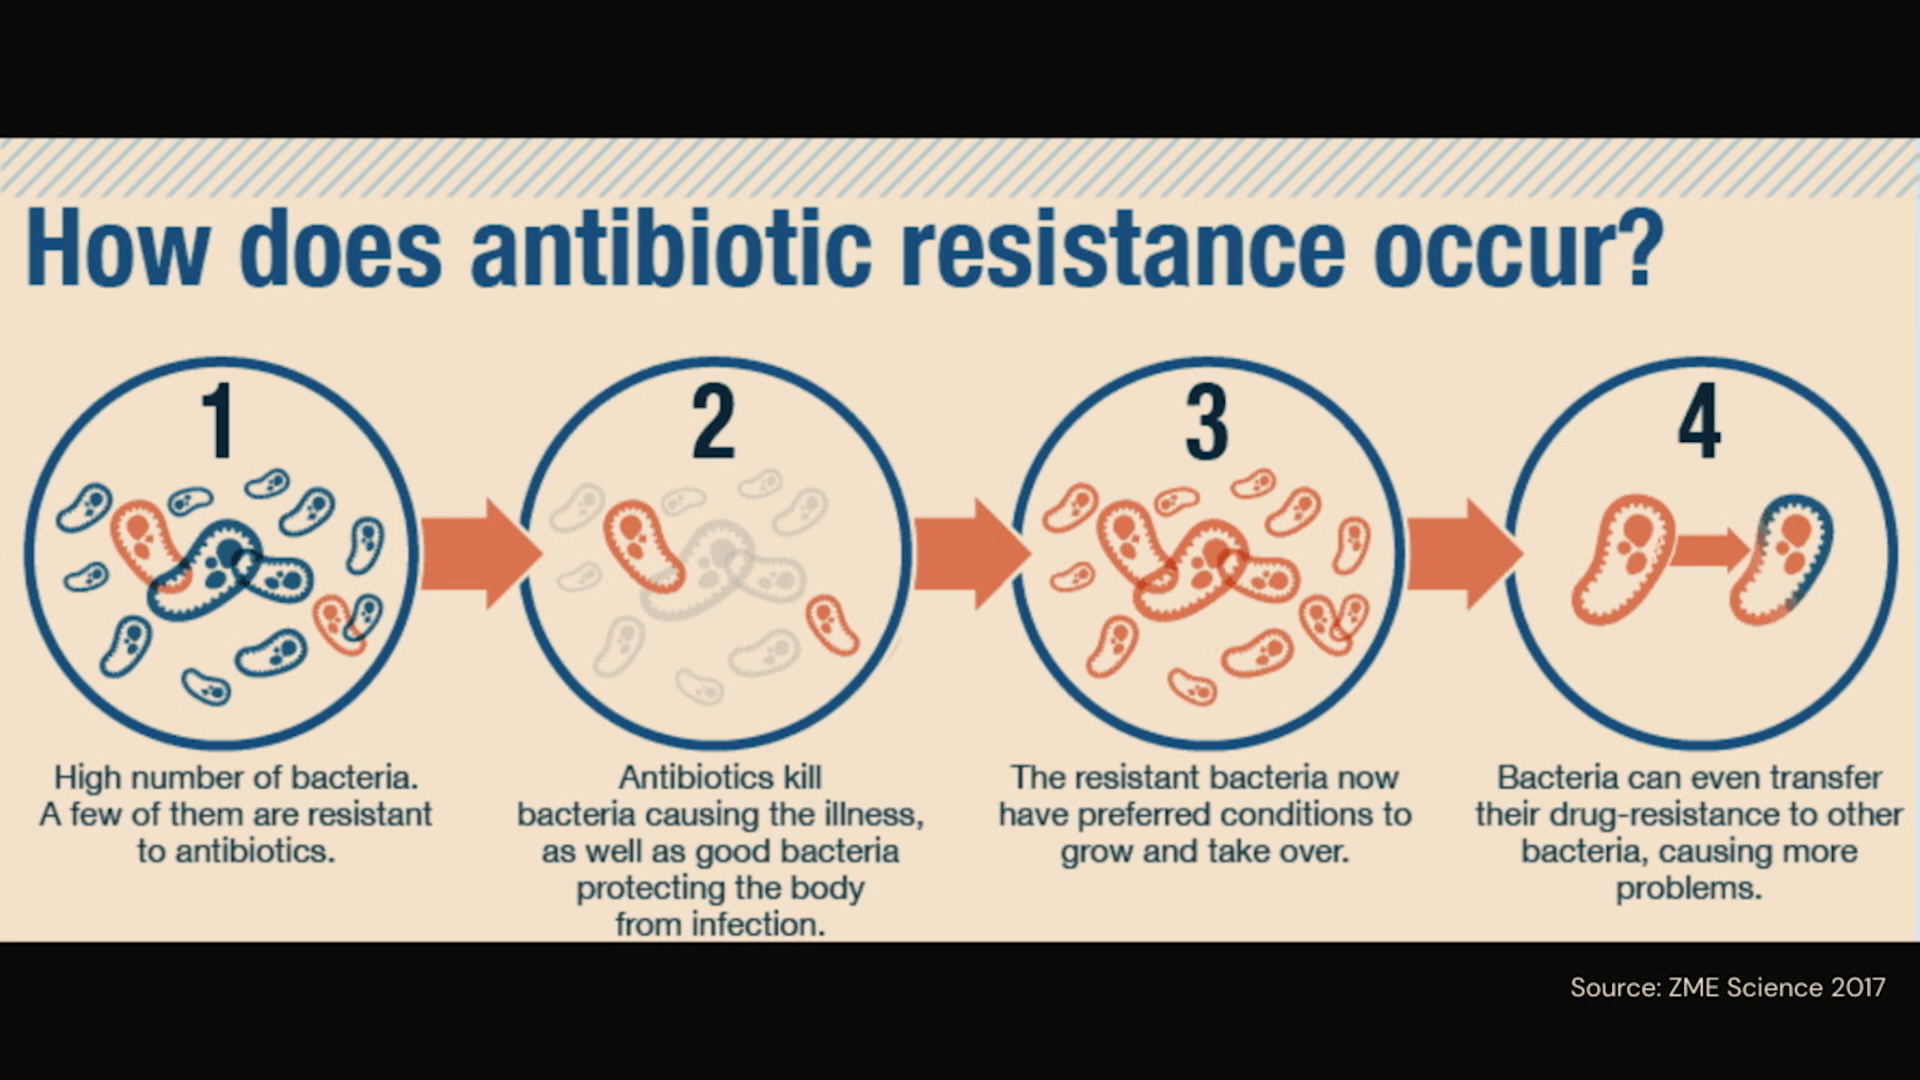 How does antibiotic resistance occur?
1
2
3
4
High number of bacteria.
A few of them are resistant
to antibiotics.
Antibiotics kill
bacteria causing the illness,
as well as good bacteria
protecting the body
from infection.
The resistant bacteria now
have preferred conditions to
grow and take over.
Bacteria can even transfer
their drug-resistance to other
bacteria, causing more
problems.
Source: ZME Science 2017